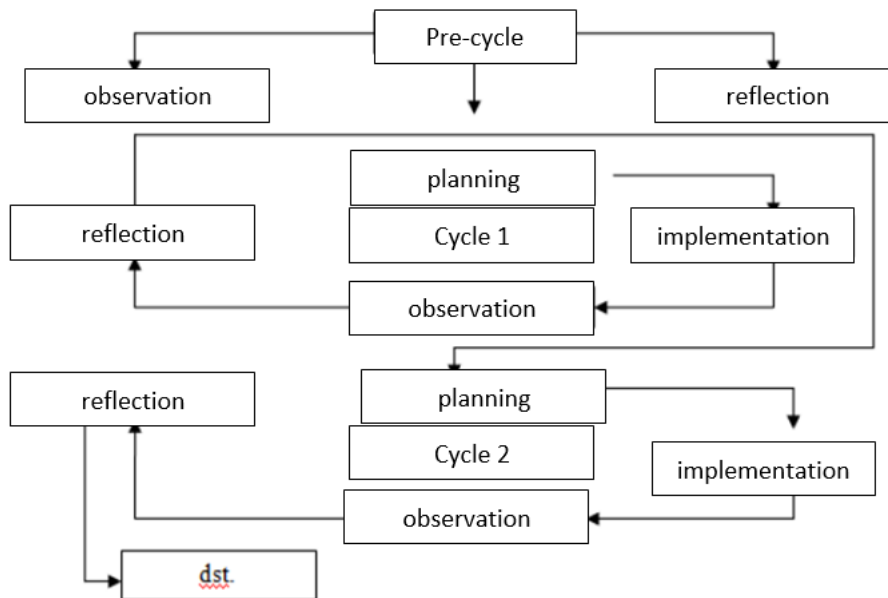 Pre-cycle
observation
reflection
planning
reflection
Cycle 1
implementation
observation
reflection
planning
Cycle 2
implementation
observation
dst.